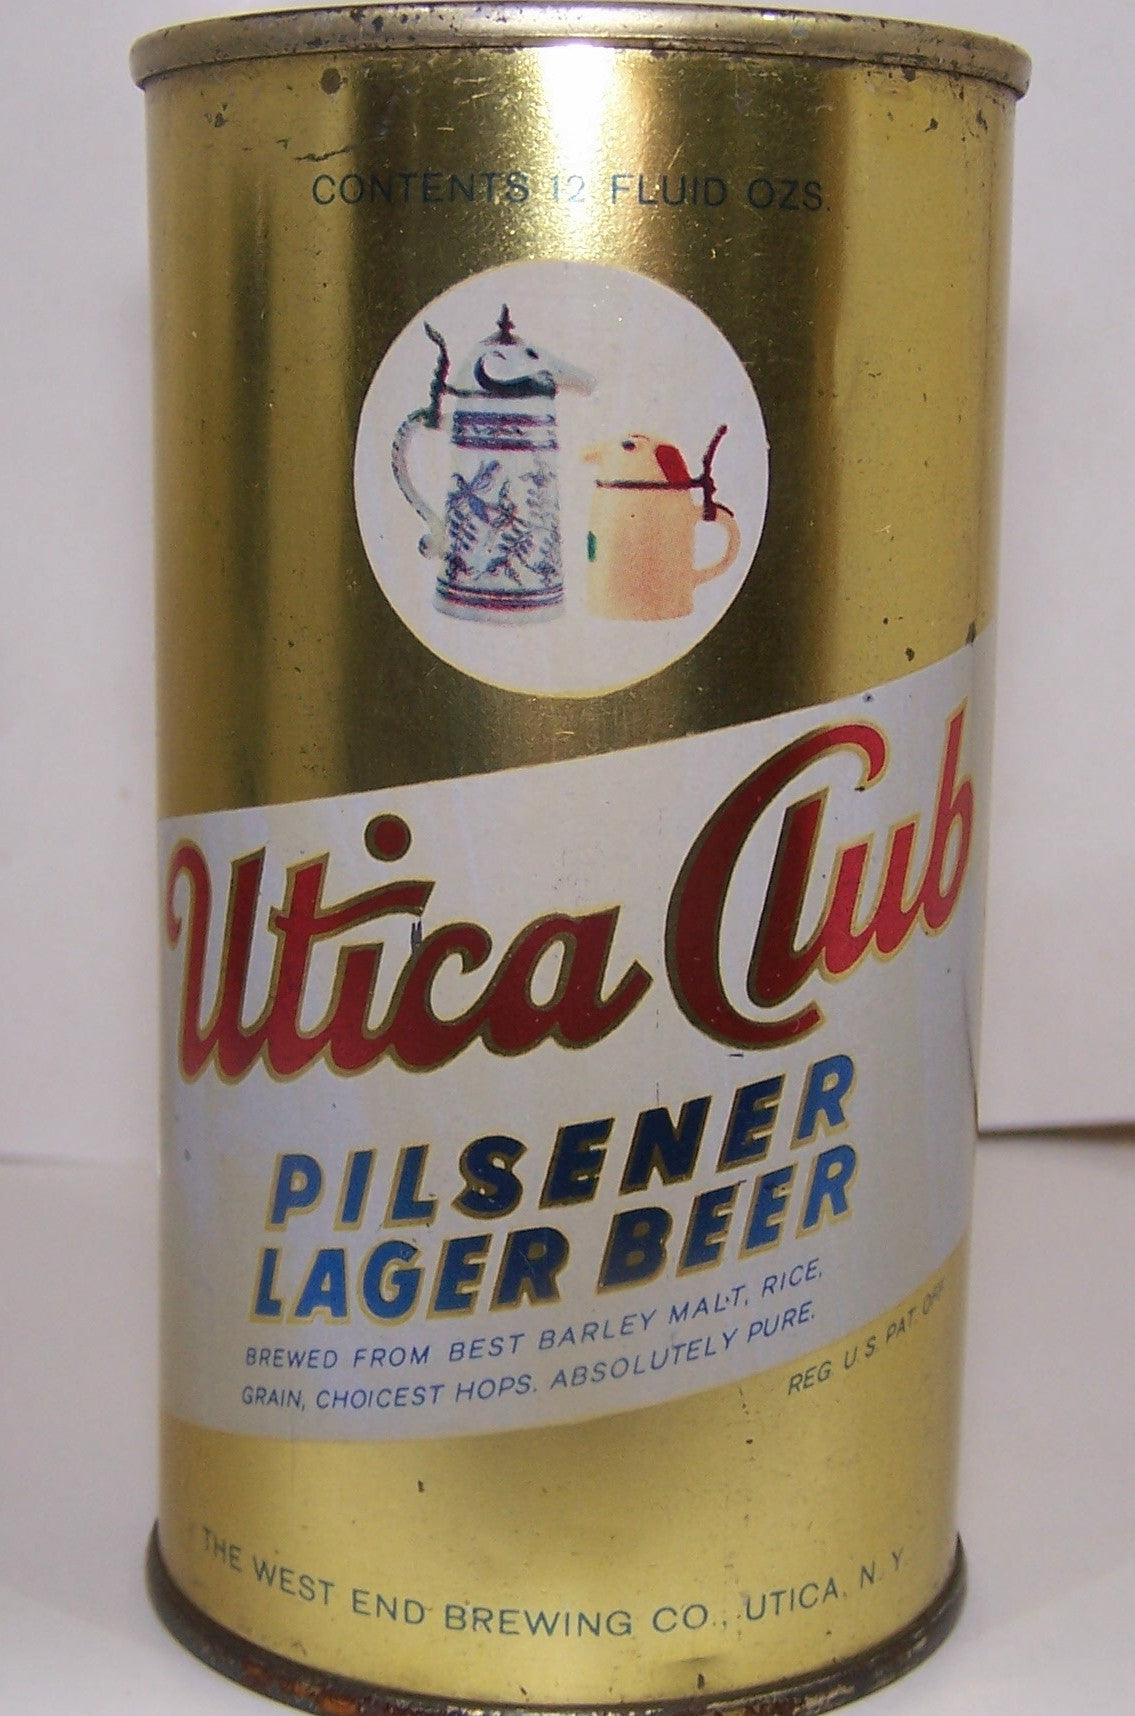 CONTENTS 12 FLUID OZS.
Utica Club
PILSENER
LAGER BEER
BREWED FROM BEST BARLEY MALT, RICE,
GRAIN, CHOICEST HOPS. ABSOLUTELY PURE.
REG. U.S. PAT. OFF.
THE WEST END BREWING CO., UTICA, N.Y.